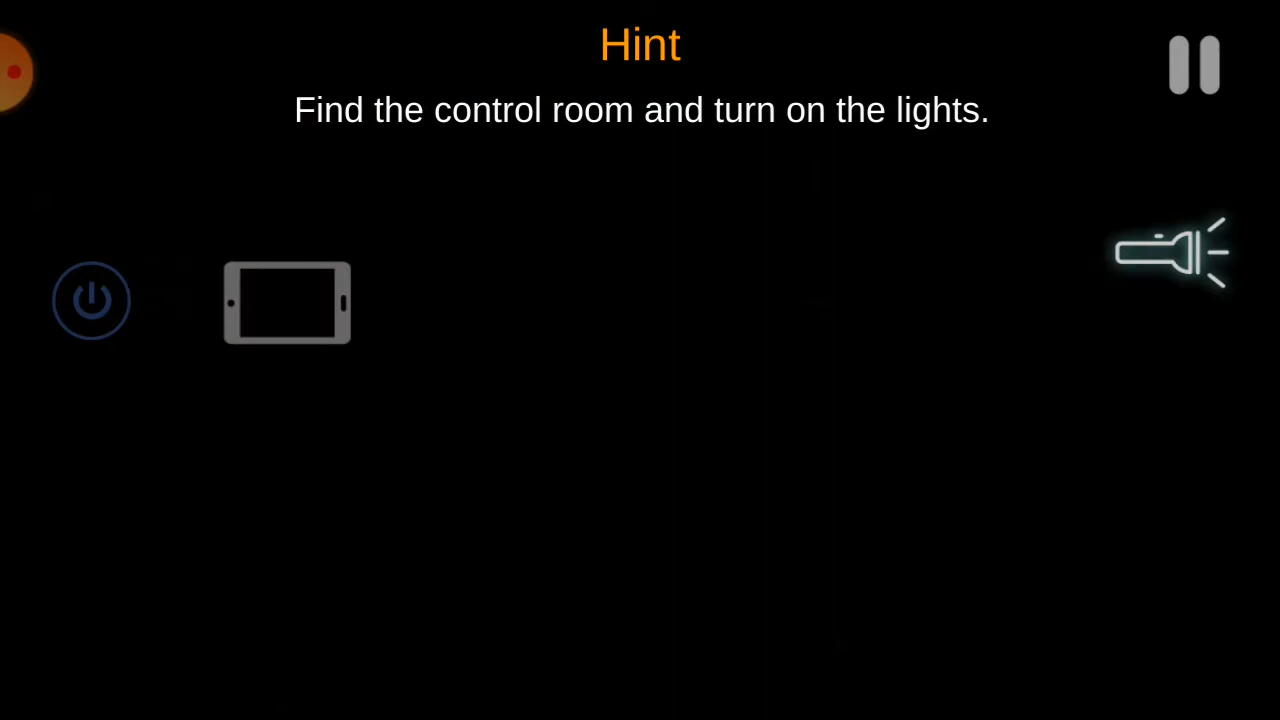 Hint
Find the control room and turn on the lights.